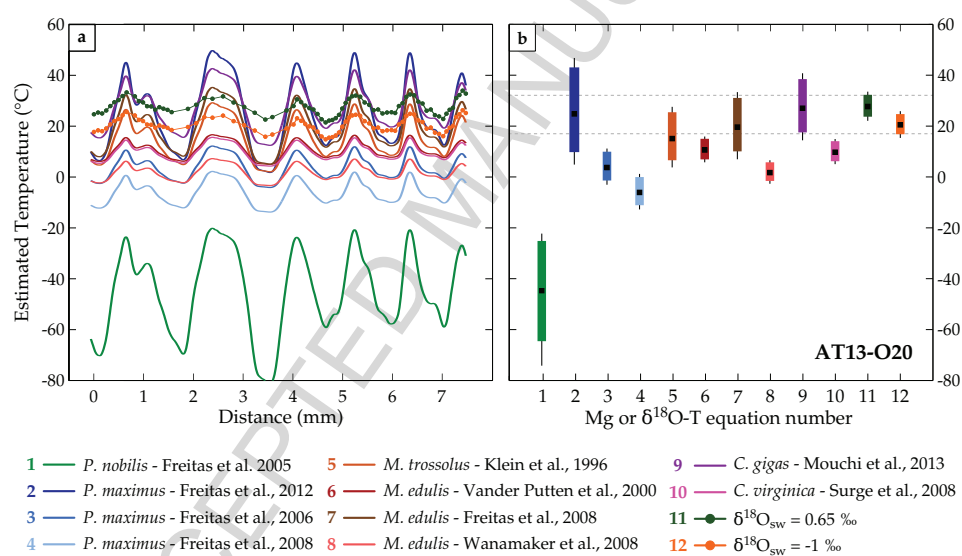 a
b
60
40
20
0
-20
-40
-60
-80
Estimated Temperature (°C)
0 1 2 3 4 5 6 7
Distance (mm)
1 2 3 4 5 6 7 8 9 10 11 12
Mg or δ18O-T equation number
60
40
20
0
-20
-40
-60
-80
AT13-O20
ACCEPTED MANUS
1 P. nobilis - Freitas et al. 2005
2 P. maximus - Freitas et al., 2012
3 P. maximus - Freitas et al., 2006
4 P. maximus - Freitas et al., 2008
5 M. trossolus - Klein et al., 1996
6 M. edulis - Vander Putten et al., 2000
7 M. edulis - Freitas et al., 2008
8 M. edulis - Wanamaker et al., 2008
9 C. gigas - Mouchi et al., 2013
10 C. virginica - Surge et al., 2008
11 δ18Osw = 0.65 ‰
12 δ18Osw = -1 ‰